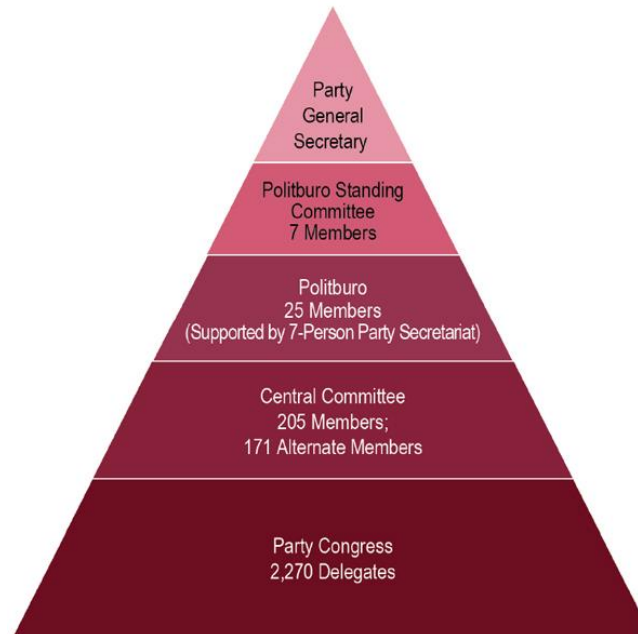 Party
General
Secretary
Politburo Standing
Committee
7 Members
Politburo
25 Members
(Supported by 7-Person Party Secretariat)
Central Committee
205 Members;
171 Alternate Members
Party Congress
2,270 Delegates